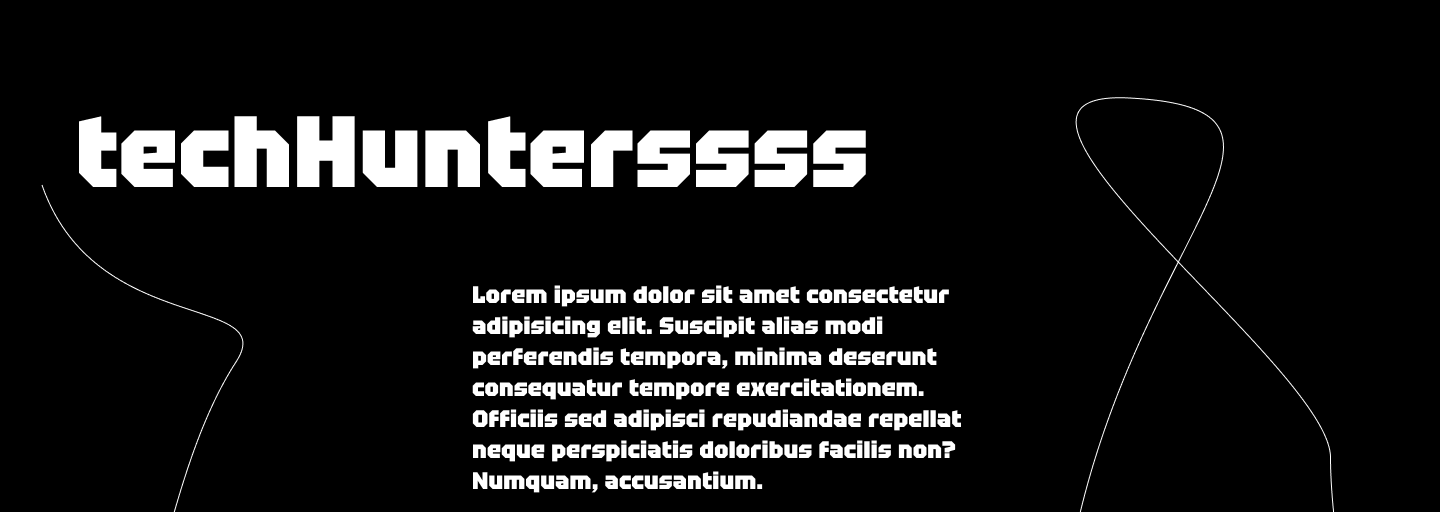 techHunterssss
Lorem ipsum dolor sit amet consectetur
adipisicing elit. Suscipit alias modi
perferendis tempora, minima deserunt
consequatur tempore exercitationem.
Officiis sed adipisci repudiandae repellat
neque perspiciatis doloribus facilis non?
Numquam, accusantium.